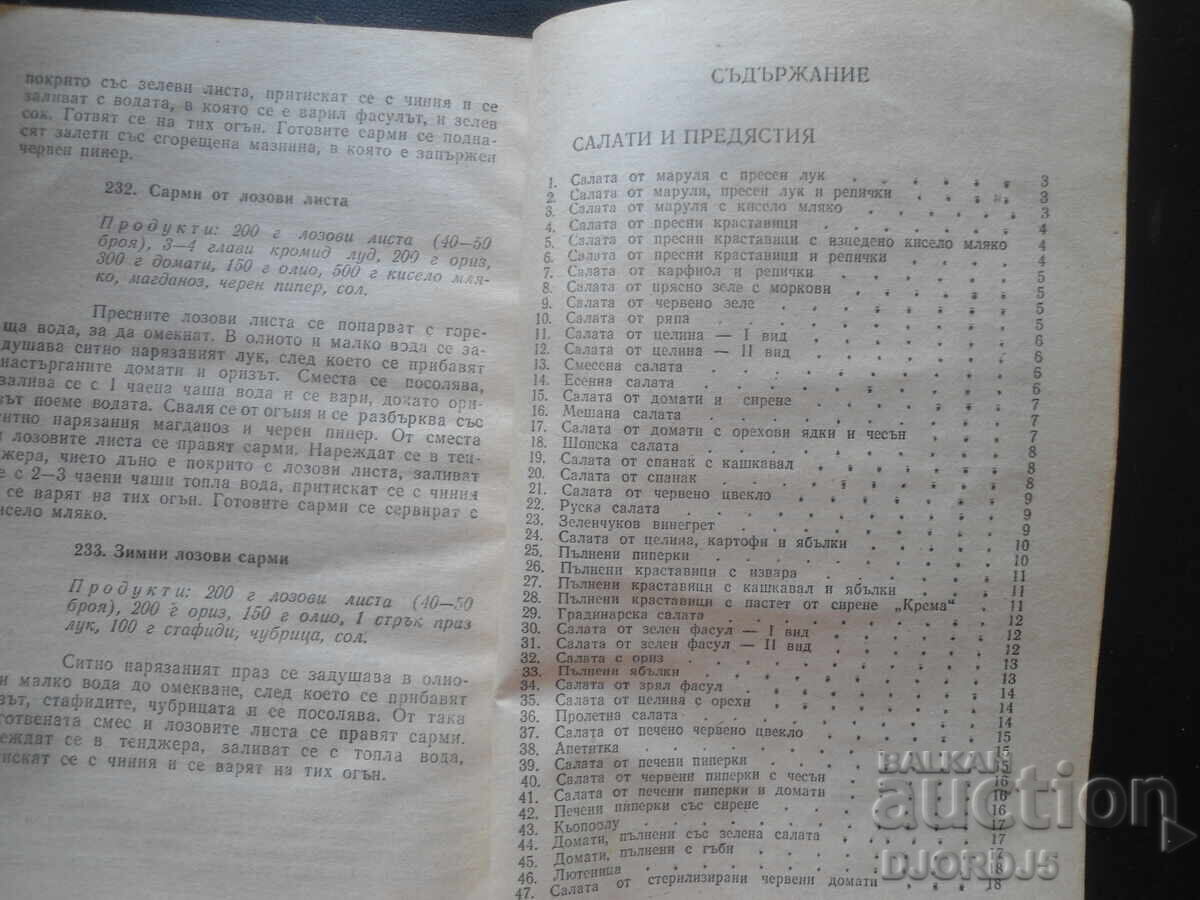 покрито със зелеви листа, притискат се с чиния и се
заливат с водата, в която се е варил фасулът, и зелев
сок. Готвят се на тих огън. Готовите сарми се подна-
сят залети със сгорещена мазнина, в която е запържен
червен пипер.
232. Сарми от лозови листа
Продукти: 200 г лозови листа (40—50
броя), 3—4 глави кромид луд, 200 г ориз,
300 г домати, 150 г олио, 500 г кисело мля-
ко, магданоз, черен пипер, сол.
Пресните лозови листа се попарват с горе-
ща вода, за да омекнат. В олиото и малко вода се за-
душава ситно нарязаният лук, след което се прибавят
настърганите домати и оризът. Сместа се посолява,
залива се с 1 чаена чаша вода и се вари, докато ори-
зът поеме водата. Сваля се от огъня и се разбърква със
ситно нарязания магданоз и черен пипер. От сместа
и лозовите листа се правят сарми. Нареждат се в тен-
джера, чието дъно е покрито с лозови листа, заливат
е с 2—3 чаени чаши топла вода, притискат се с чиния
се варят на тих огън. Готовите сарми се сервират с
исело мляко.
233. Зимни лозови сарми
Продукти: 200 г лозови листа (40—50
броя), 200 г ориз, 150 г олио, 1 стрък праз
лук, 100 г стафиди, чубрица, сол.
Ситно нарязаният праз се задушава в олио-
и малко вода до омекване, след което се прибавят
зът, стафидите, чубрицата и се посолява. От така
готвената смес и лозовите листа се правят сарми.
еждат се в тенджера, заливат се с топла вода,
искат се с чиния и се варят на тих огън.
СЪДЪРЖАНИЕ
САЛАТИ И ПРЕДЯСТИЯ
1. Салата от маруля с пресен лук . . . . 3
2. Салата от маруля, пресен лук и репички . . . 3
3. Салата от маруля с кисело мляко . . . . 3
4. Салата от пресни краставици . . . . 4
5. Салата от пресни краставици с изцедено кисело мляко 4
6. Салата от пресни краставици и репички . . . 4
7. Салата от карфиол и репички . . . . 5
8. Салата от прясно зеле с моркови . . . . 5
9. Салата от червено зеле . . . . 5
10. Салата от ряпа . . . . 5
11. Салата от целина — I вид . . . . 6
12. Салата от целина — II вид . . . . 6
13. Смесена салата . . . . 6
14. Есенна салата . . . . 6
15. Салата от домати и сирене . . . . 7
16. Мешана салата . . . . 7
17. Салата от домати с орехови ядки и чесън . . . 7
18. Шопска салата . . . . 8
19. Салата от спанак с кашкавал . . . . 8
20. Салата от спанак . . . . 8
21. Салата от червено цвекло . . . . 9
22. Руска салата . . . . 9
23. Зеленчуков винегрет . . . . 9
24. Салата от целина, картофи и ябълки . . . . 10
25. Пълнени пиперки . . . . 10
26. Пълнени краставици с извара . . . . 11
27. Пълнени краставици с кашкавал и ябълки . . . 11
28. Пълнени краставици с пастет от сирене „Крема“ . 11
29. Градинарска салата . . . . 12
30. Салата от зелен фасул — I вид . . . . 12
31. Салата от зелен фасул — II вид . . . . 12
32. Салата с ориз . . . . 13
33. Пълнени ябълки . . . . 13
34. Салата от зрял фасул . . . . 14
35. Салата от целина с орехи . . . . 14
36. Пролетна салата . . . . 14
37. Салата от печено червено цвекло . . . . 15
38. Апетитка . . . . 15
39. Салата от печени пиперки . . . . 15
40. Салата от червени пиперки с чесън . . . . 16
41. Салата от печени пиперки и домати . . . . 16
42. Печени пиперки със сирене . . . . 16
43. Кьопоолу . . . . 17
44. Домати, пълнени със зелена салата . . . . 17
45. Домати, пълнени с гъби . . . . 17
46. Лютеница . . . . 18
47. Салата от стерилизирани червени домати . . . 18
BALKAN
auction
DJORDJ5